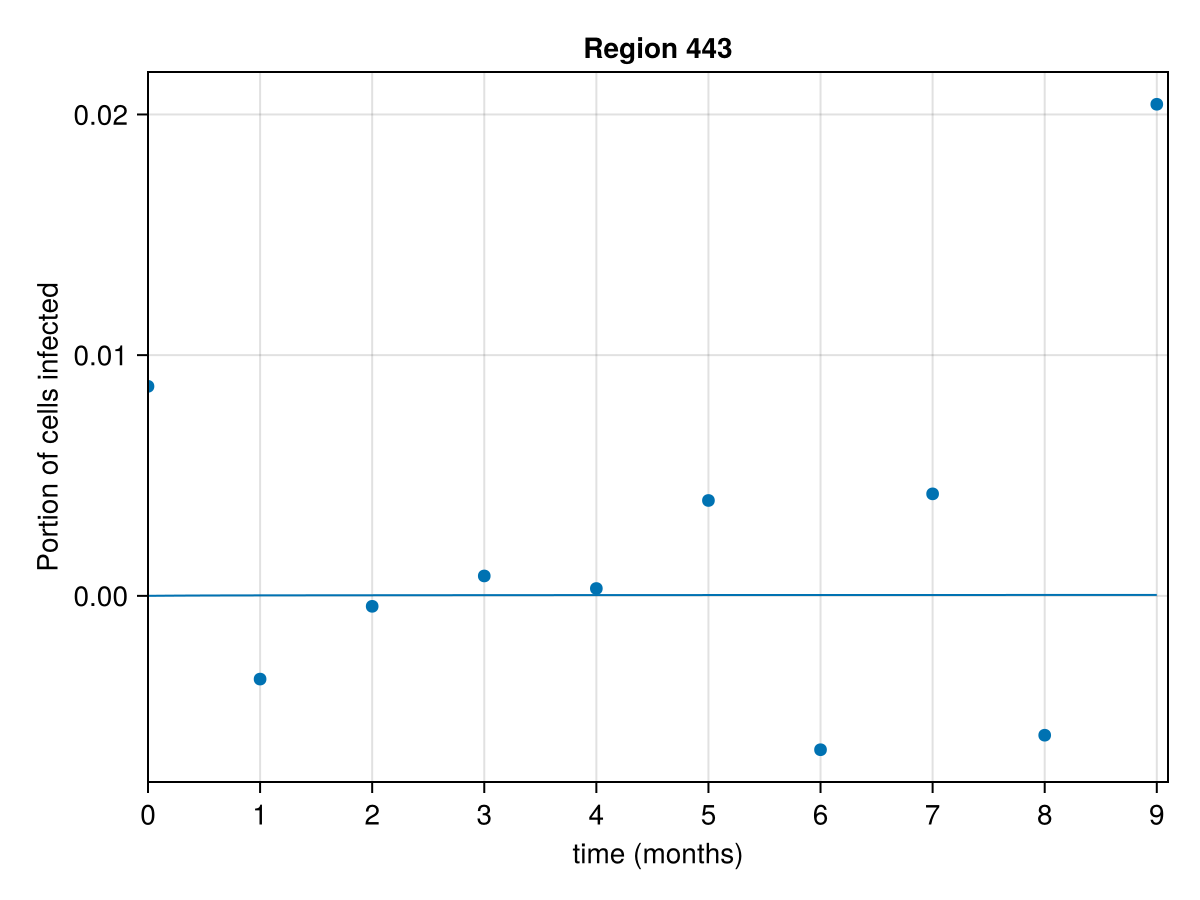 Region 443
0.02
0.01
0.00
Portion of cells infected
0 1 2 3 4 5 6 7 8 9
time (months)